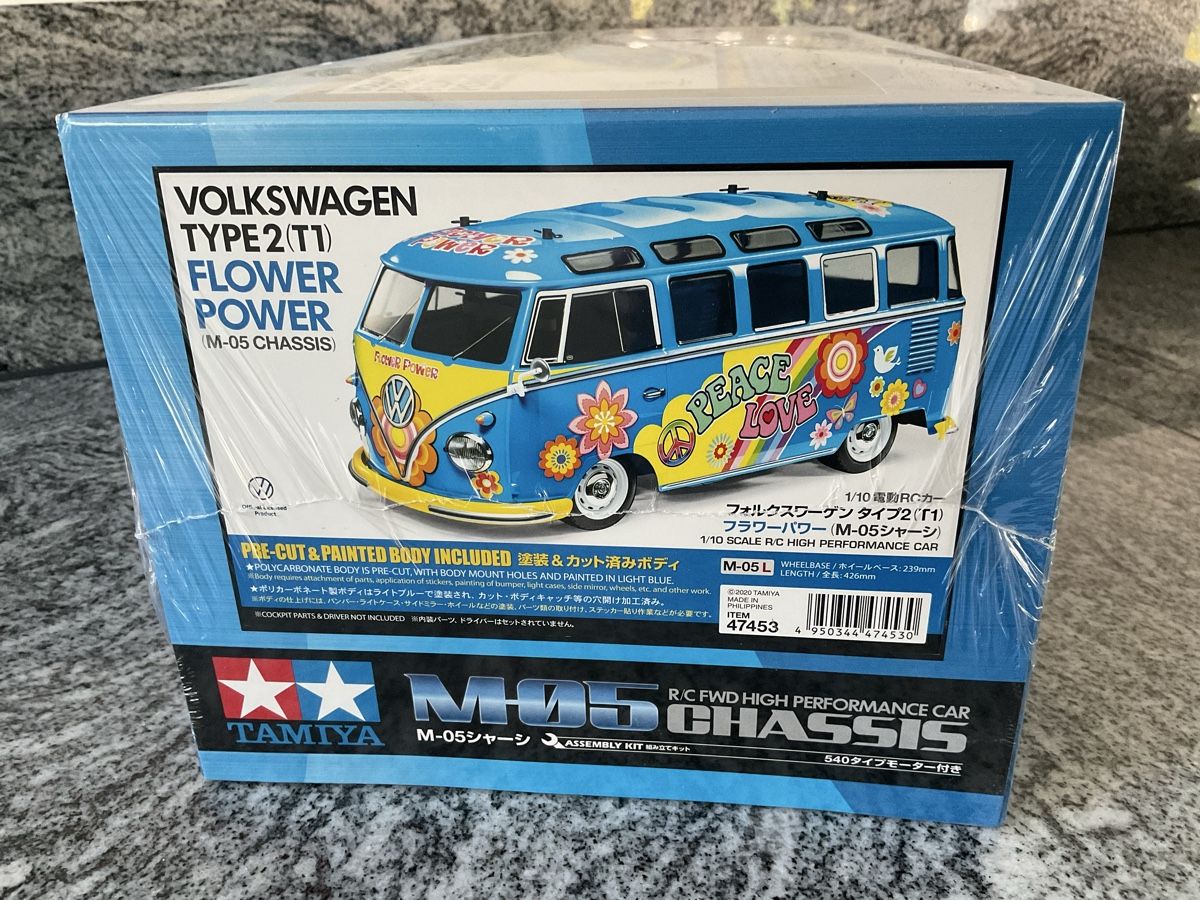 VOLKSWAGEN
TYPE 2(T1)
FLOWER
POWER
(M-05 CHASSIS)
FLOWER
POWER
FLOWER POWER
PEACE
LOVE
Official Licensed
Product
1/10 電動RCカー
フォルクスワーゲン タイプ2(T1)
フラワーパワー (M-05シャーシ)
1/10 SCALE R/C HIGH PERFORMANCE CAR
PRE-CUT & PAINTED BODY INCLUDED 塗装 & カット済みボディ
★POLYCARBONATE BODY IS PRE-CUT, WITH BODY MOUNT HOLES AND PAINTED IN LIGHT BLUE.
※Body requires attachment of parts, application of stickers, painting of bumper, light cases, side mirror, wheels, etc. and other work.
★ポリカーボネート製ボディはライトブルーで塗装され、カット・ボディキャッチ等の穴開け加工済み。
※ボディの仕上げには、バンパー・ライトケース・サイドミラー・ホイールなどの塗装、パーツ類の取り付け、ステッカー貼り作業などが必要です。
※COCKPIT PARTS & DRIVER NOT INCLUDED ※内装パーツ、ドライバーはセットされていません。
M-05 L
WHEELBASE / ホイールベース : 239mm
LENGTH / 全長 : 426mm
©2020 TAMIYA
MADE IN
PHILIPPINES
ITEM
47453
4 950344 474530
TAMIYA
M-05
R/C FWD HIGH PERFORMANCE CAR
CHASSIS
M-05シャーシ
ASSEMBLY KIT 組み立てキット
540タイプモーター付き